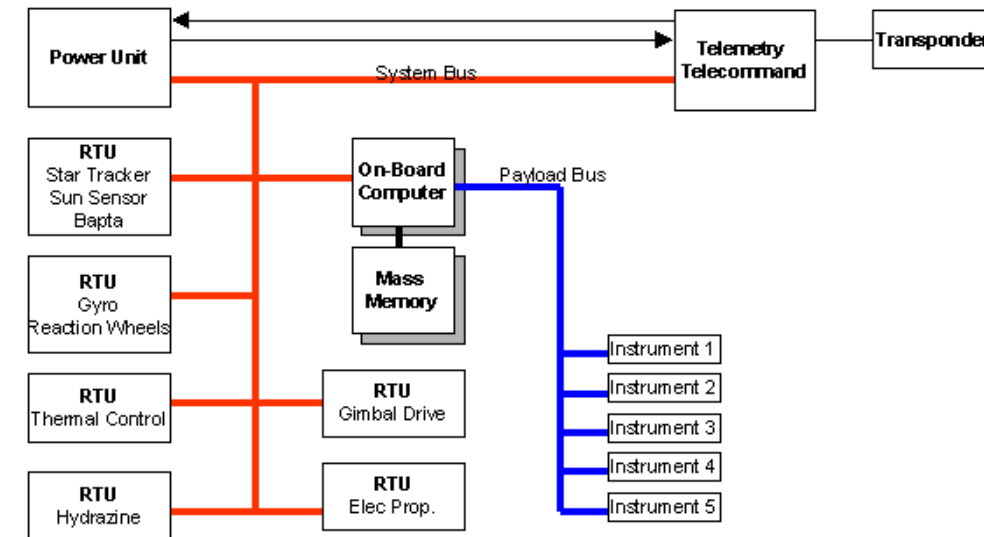 Power Unit
System Bus
Telemetry
Telecommand
Transponder
RTU
Star Tracker
Sun Sensor
Bapta
On-Board
Computer
Payload Bus
Mass
Memory
RTU
Gyro
Reaction Wheels
RTU
Thermal Control
RTU
Gimbal Drive
RTU
Hydrazine
RTU
Elec Prop.
Instrument 1
Instrument 2
Instrument 3
Instrument 4
Instrument 5